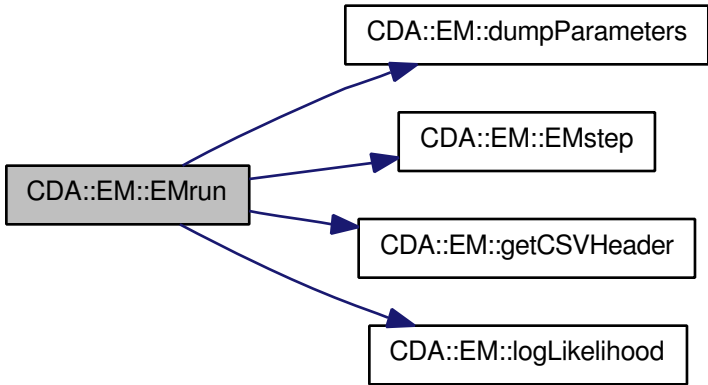 CDA::EM::dumpParameters
CDA::EM::EMstep
CDA::EM::EMrun
CDA::EM::getCSVHeader
CDA::EM::logLikelihood